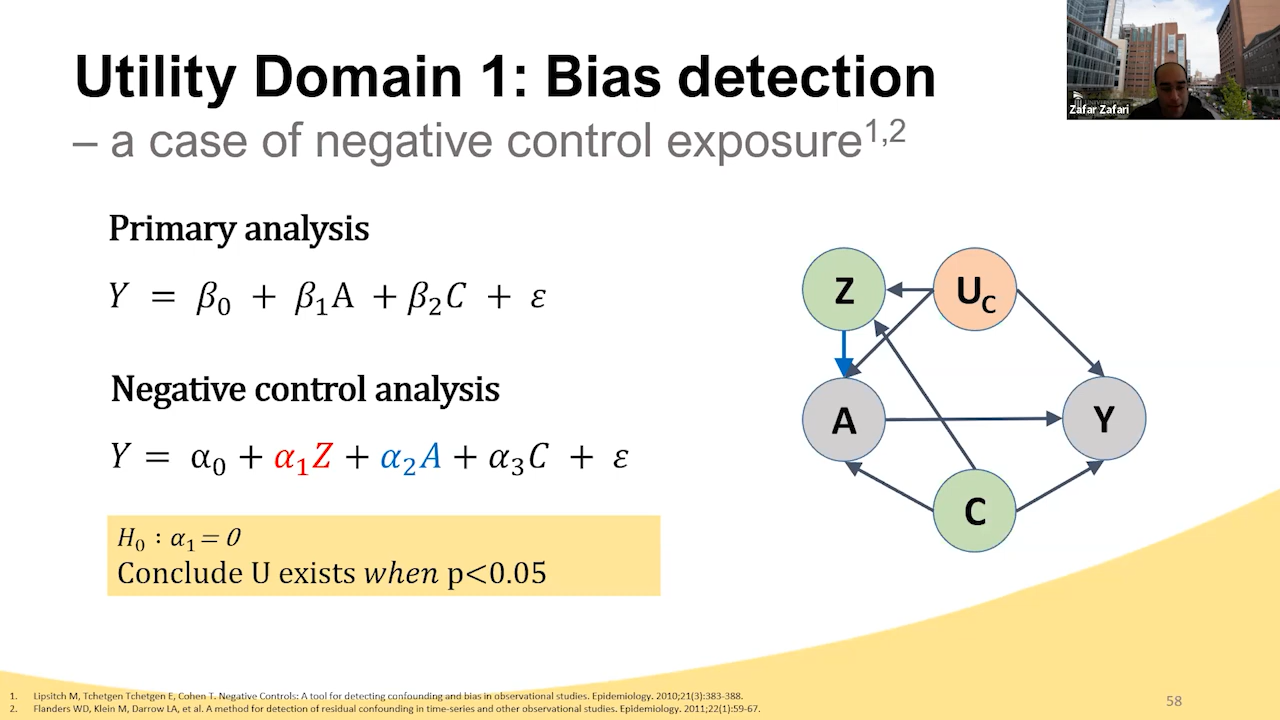 Utility Domain 1: Bias detection
– a case of negative control exposure1,2
Zafar Zafari
Primary analysis
Y = β0 + β1A + β2C + ε
Negative control analysis
Y = α0 + α1Z + α2A + α3C + ε
H0 : α1 = 0
Conclude U exists when p<0.05
Z
UC
A
Y
C
1. Lipsitch M, Tchetgen Tchetgen E, Cohen T. Negative Controls: A tool for detecting confounding and bias in observational studies. Epidemiology. 2010;21(3):383-388.
2. Flanders WD, Klein M, Darrow LA, et al. A method for detection of residual confounding in time-series and other observational studies. Epidemiology. 2011;22(1):59-67.
58